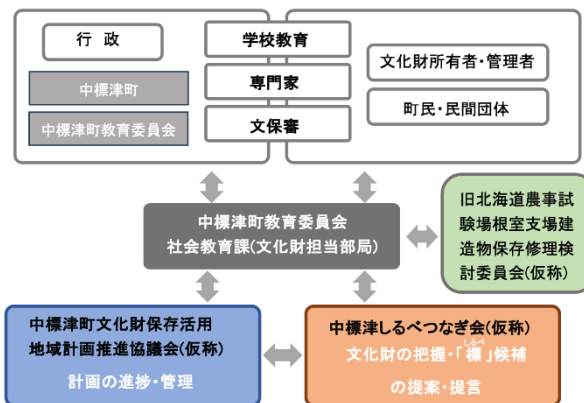 行 政
中標津町
中標津町教育委員会
学校教育
専門家
文保審
文化財所有者・管理者
町民・民間団体
中標津町教育委員会
社会教育課(文化財担当部局)
旧北海道農事試
験場根室支場建
造物保存修理検
討委員会(仮称)
中標津町文化財保存活用
地域計画推進協議会(仮称)
計画の進捗・管理
中標津しるべつなぎ会(仮称)
しるべ
文化財の把握・「標」候補
の提案・提言